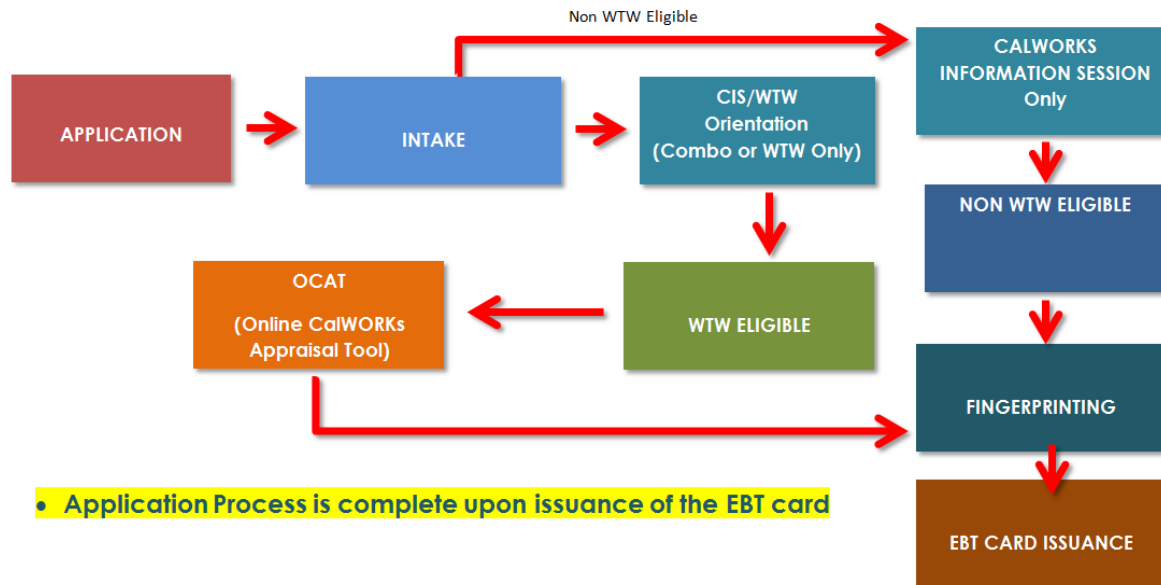 Non WTW Eligible
APPLICATION
INTAKE
CIS/WTW
Orientation
(Combo or WTW Only)
CALWORKS
INFORMATION SESSION
Only
NON WTW ELIGIBLE
OCAT
(Online CalWORKs
Appraisal Tool)
WTW ELIGIBLE
FINGERPRINTING
• Application Process is complete upon issuance of the EBT card
EBT CARD ISSUANCE